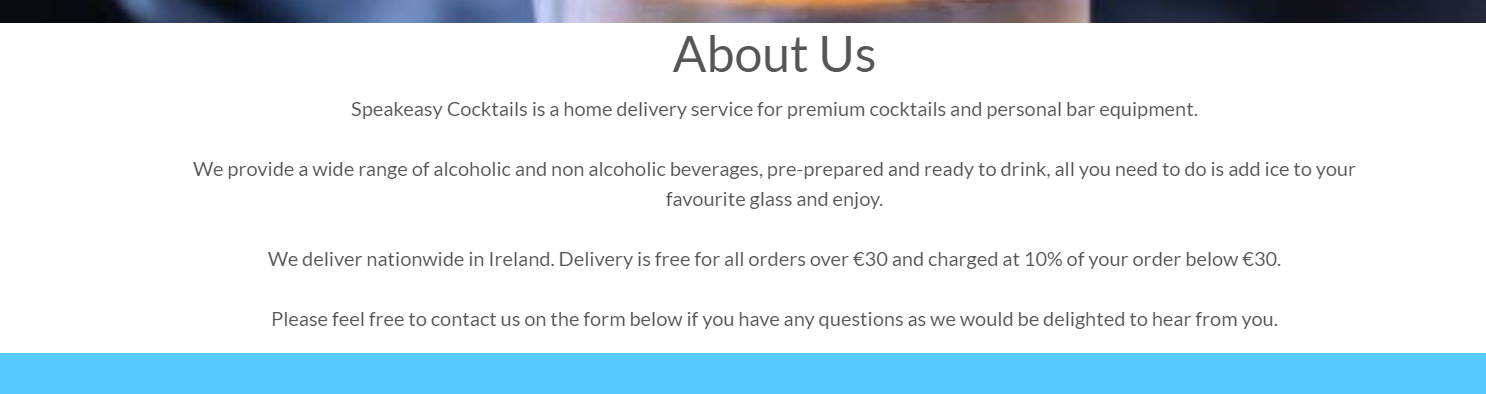 About Us
Speakeasy Cocktails is a home delivery service for premium cocktails and personal bar equipment.
We provide a wide range of alcoholic and non alcoholic beverages, pre-prepared and ready to drink, all you need to do is add ice to your
favourite glass and enjoy.
We deliver nationwide in Ireland. Delivery is free for all orders over €30 and charged at 10% of your order below €30.
Please feel free to contact us on the form below if you have any questions as we would be delighted to hear from you.